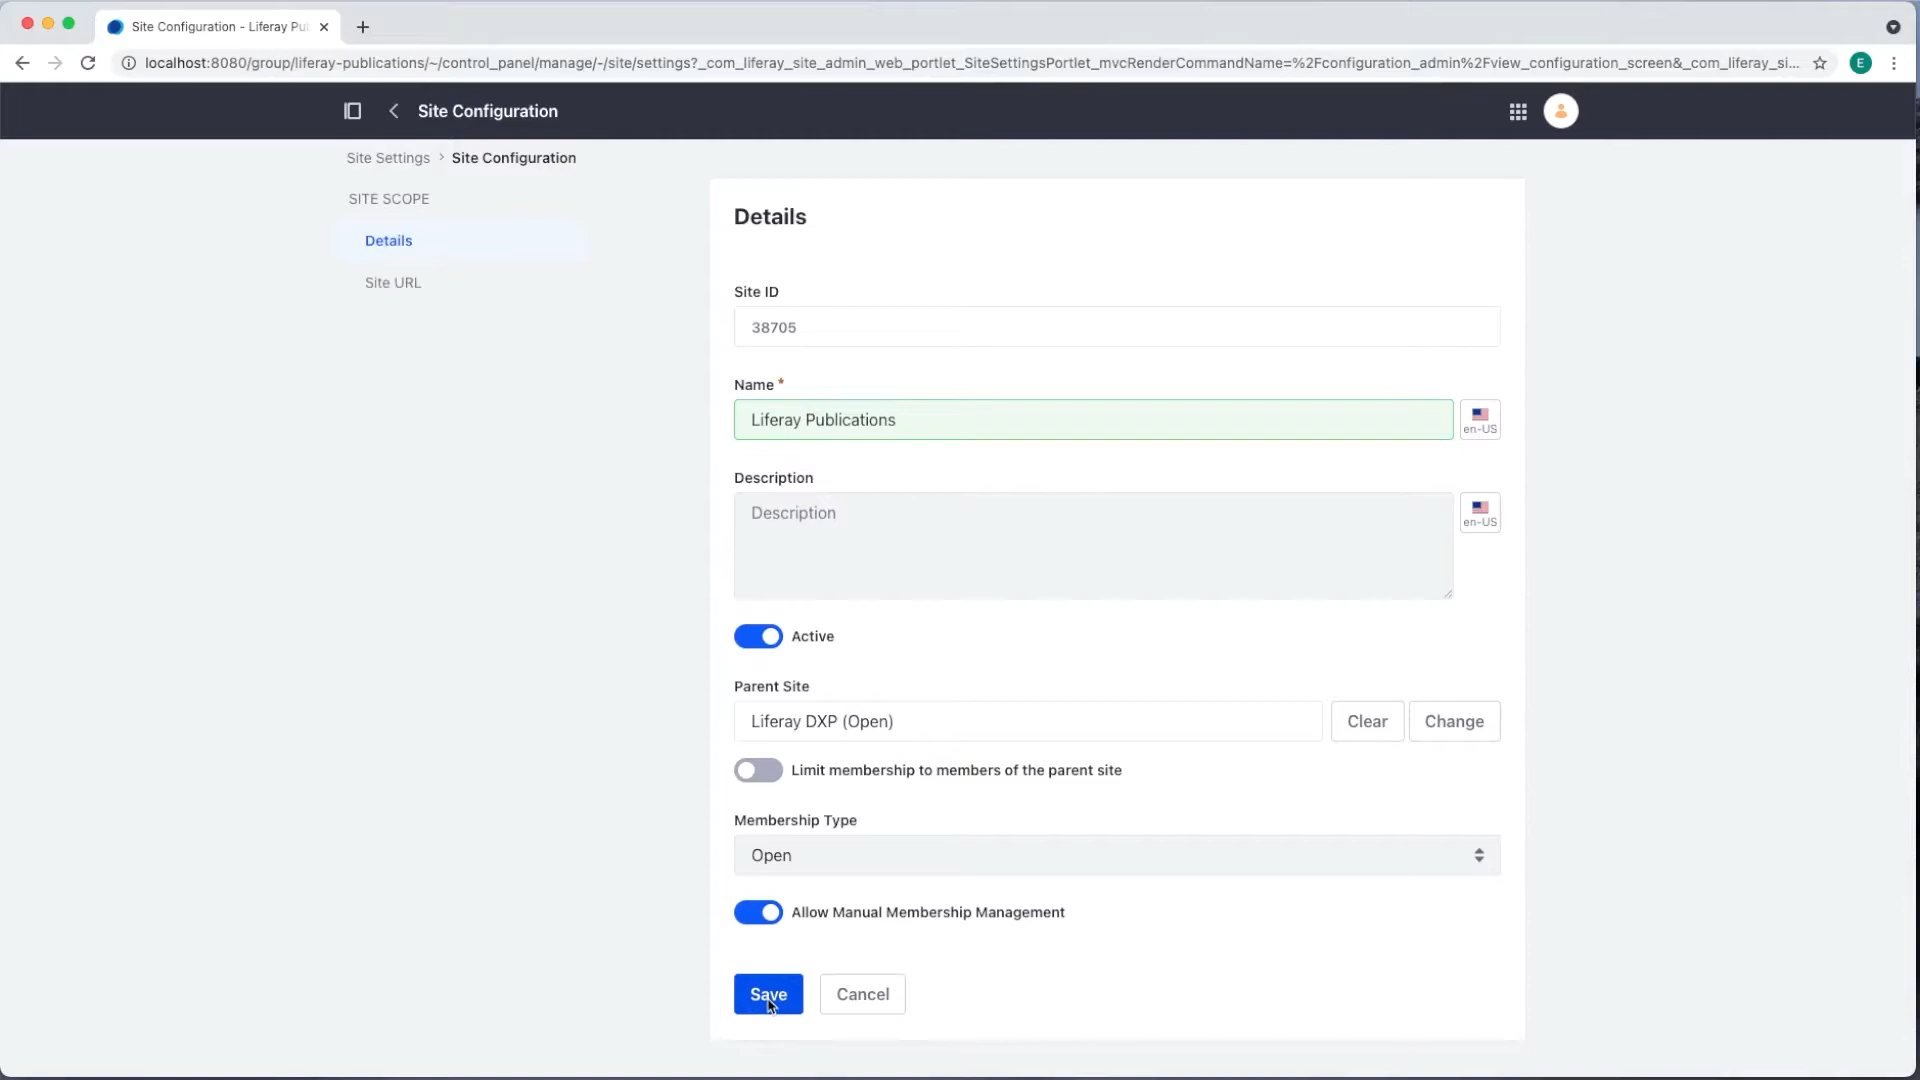 Site Configuration - Liferay Pu
localhost:8080/group/liferay-publications/~/control_panel/manage/-/site/settings?_com_liferay_site_admin_web_portlet_SiteSettingsPortlet_mvcRenderCommandName=%2Fconfiguration_admin%2Fview_configuration_screen&_com_liferay_si...
E
Site Configuration
Site Settings > Site Configuration
SITE SCOPE
Details
Site URL
Details
Site ID
38705
Name *
Liferay Publications
en-US
Description
Description
en-US
Active
Parent Site
Liferay DXP (Open)
Clear
Change
Limit membership to members of the parent site
Membership Type
Open
Allow Manual Membership Management
Save
Cancel